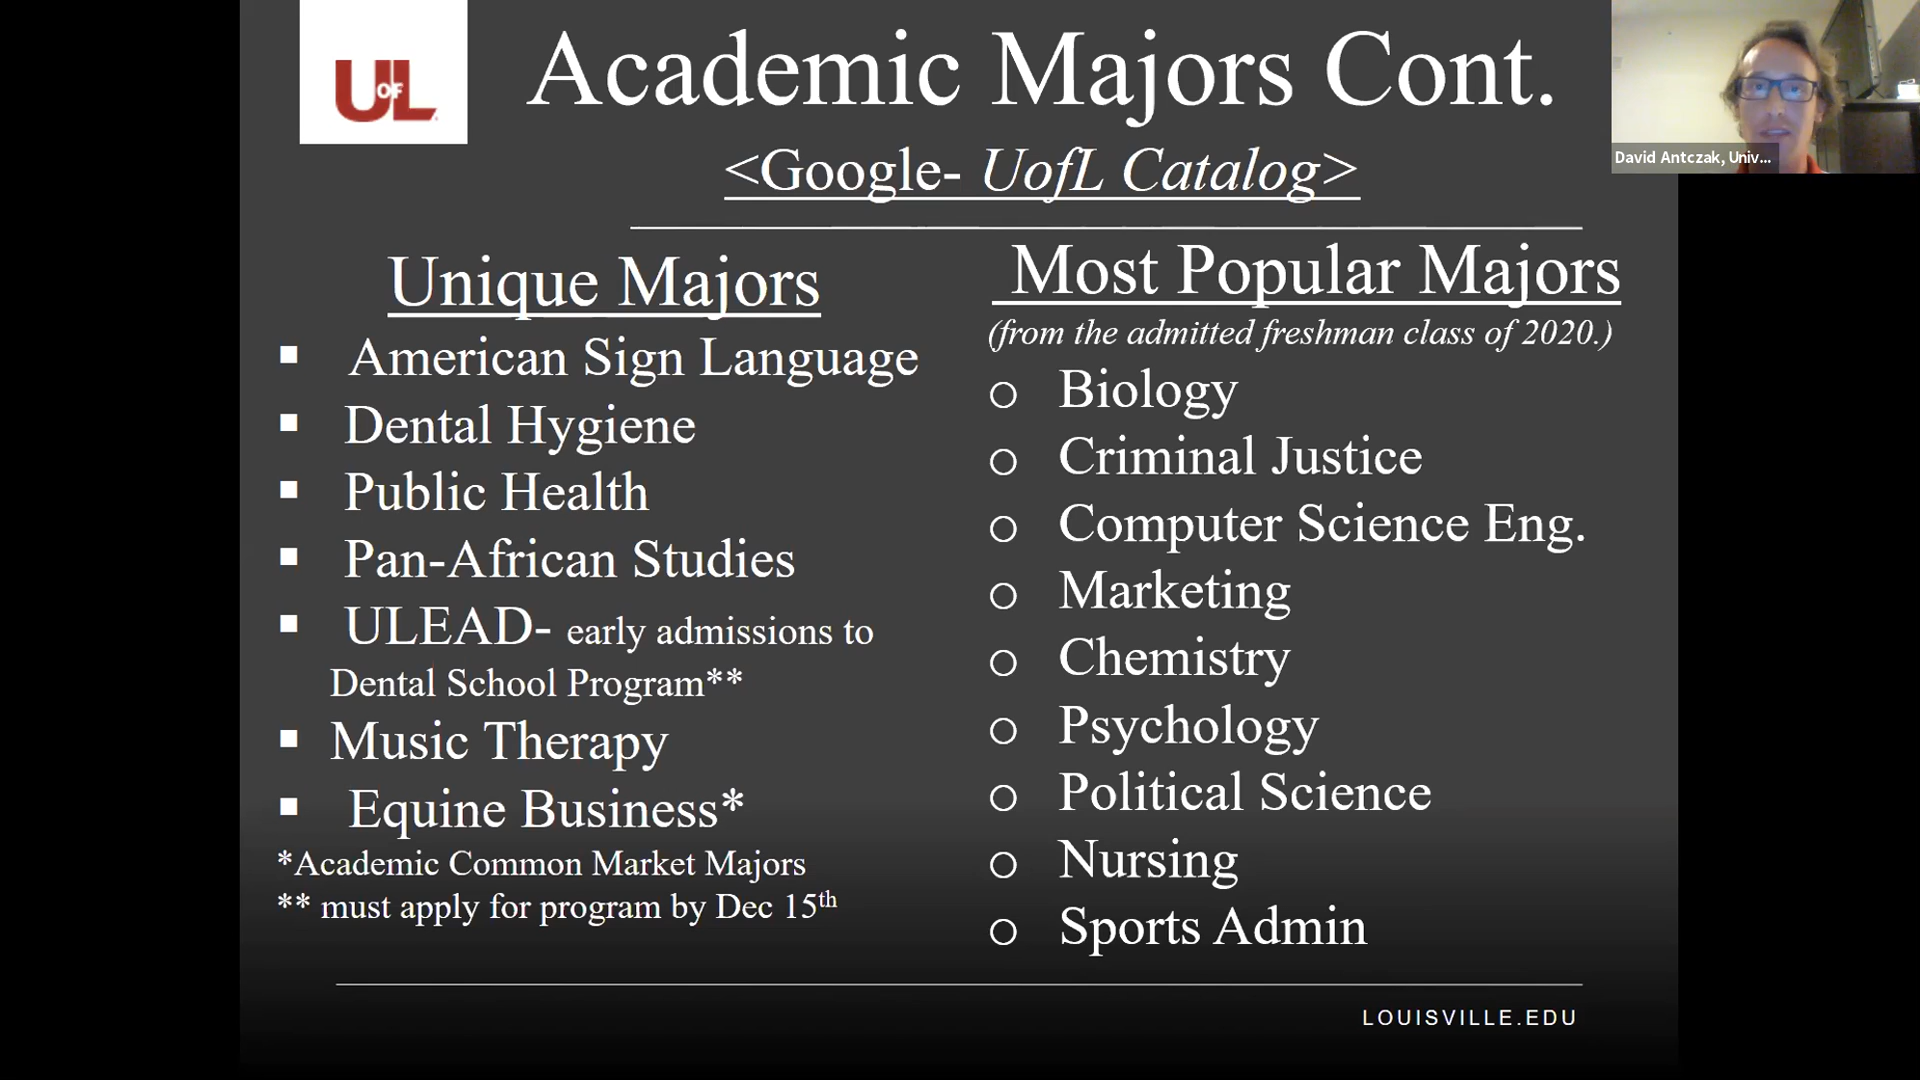 UofL
Academic Majors Cont.
<Google- UofL Catalog>
David Antczak, Univ...
Unique Majors
▪ American Sign Language
▪ Dental Hygiene
▪ Public Health
▪ Pan-African Studies
▪ ULEAD- early admissions to
Dental School Program**
▪ Music Therapy
▪ Equine Business*
*Academic Common Market Majors
** must apply for program by Dec 15th
Most Popular Majors
(from the admitted freshman class of 2020.)
o Biology
o Criminal Justice
o Computer Science Eng.
o Marketing
o Chemistry
o Psychology
o Political Science
o Nursing
o Sports Admin
LOUISVILLE.EDU